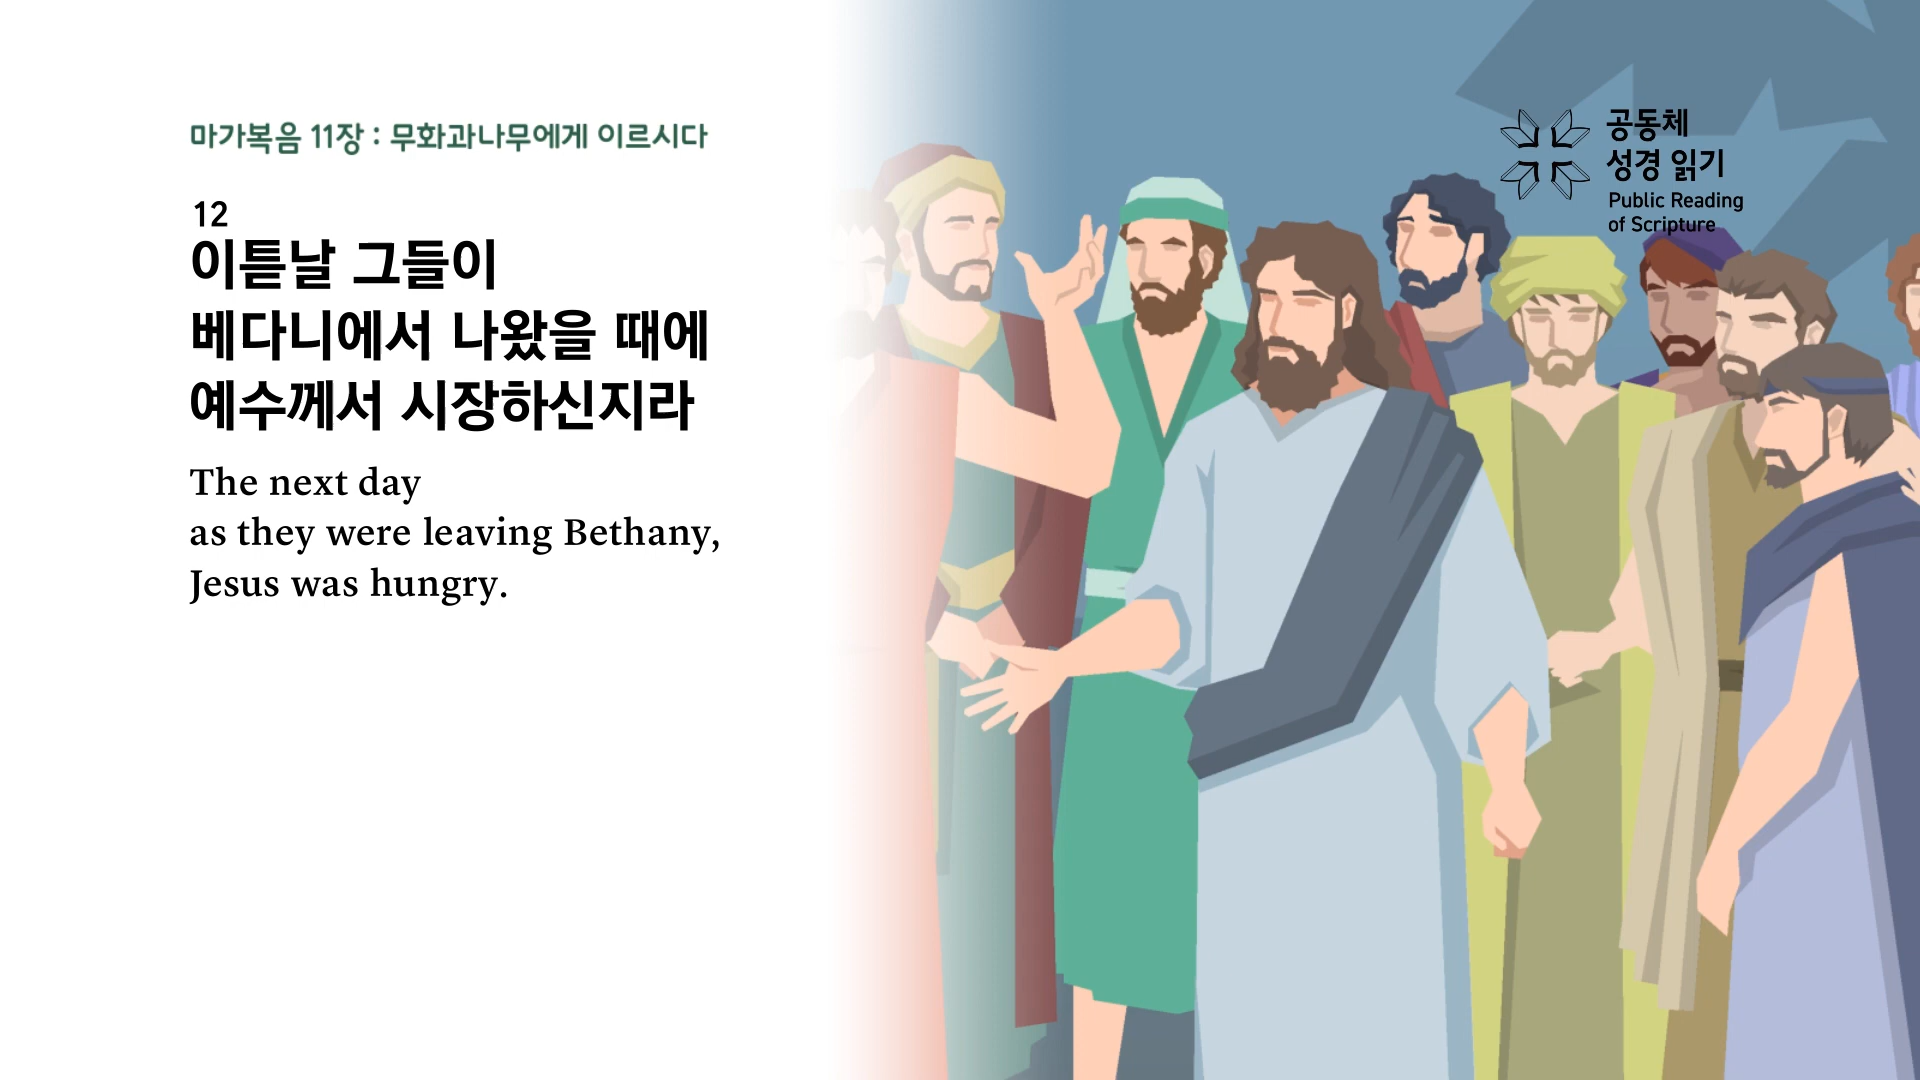 마가복음 11장 : 무화과나무에게 이르시다
12
이튿날 그들이
베다니에서 나왔을 때에
예수께서 시장하신지라
The next day
as they were leaving Bethany,
Jesus was hungry.
공동체
성경 읽기
Public Reading
of Scripture